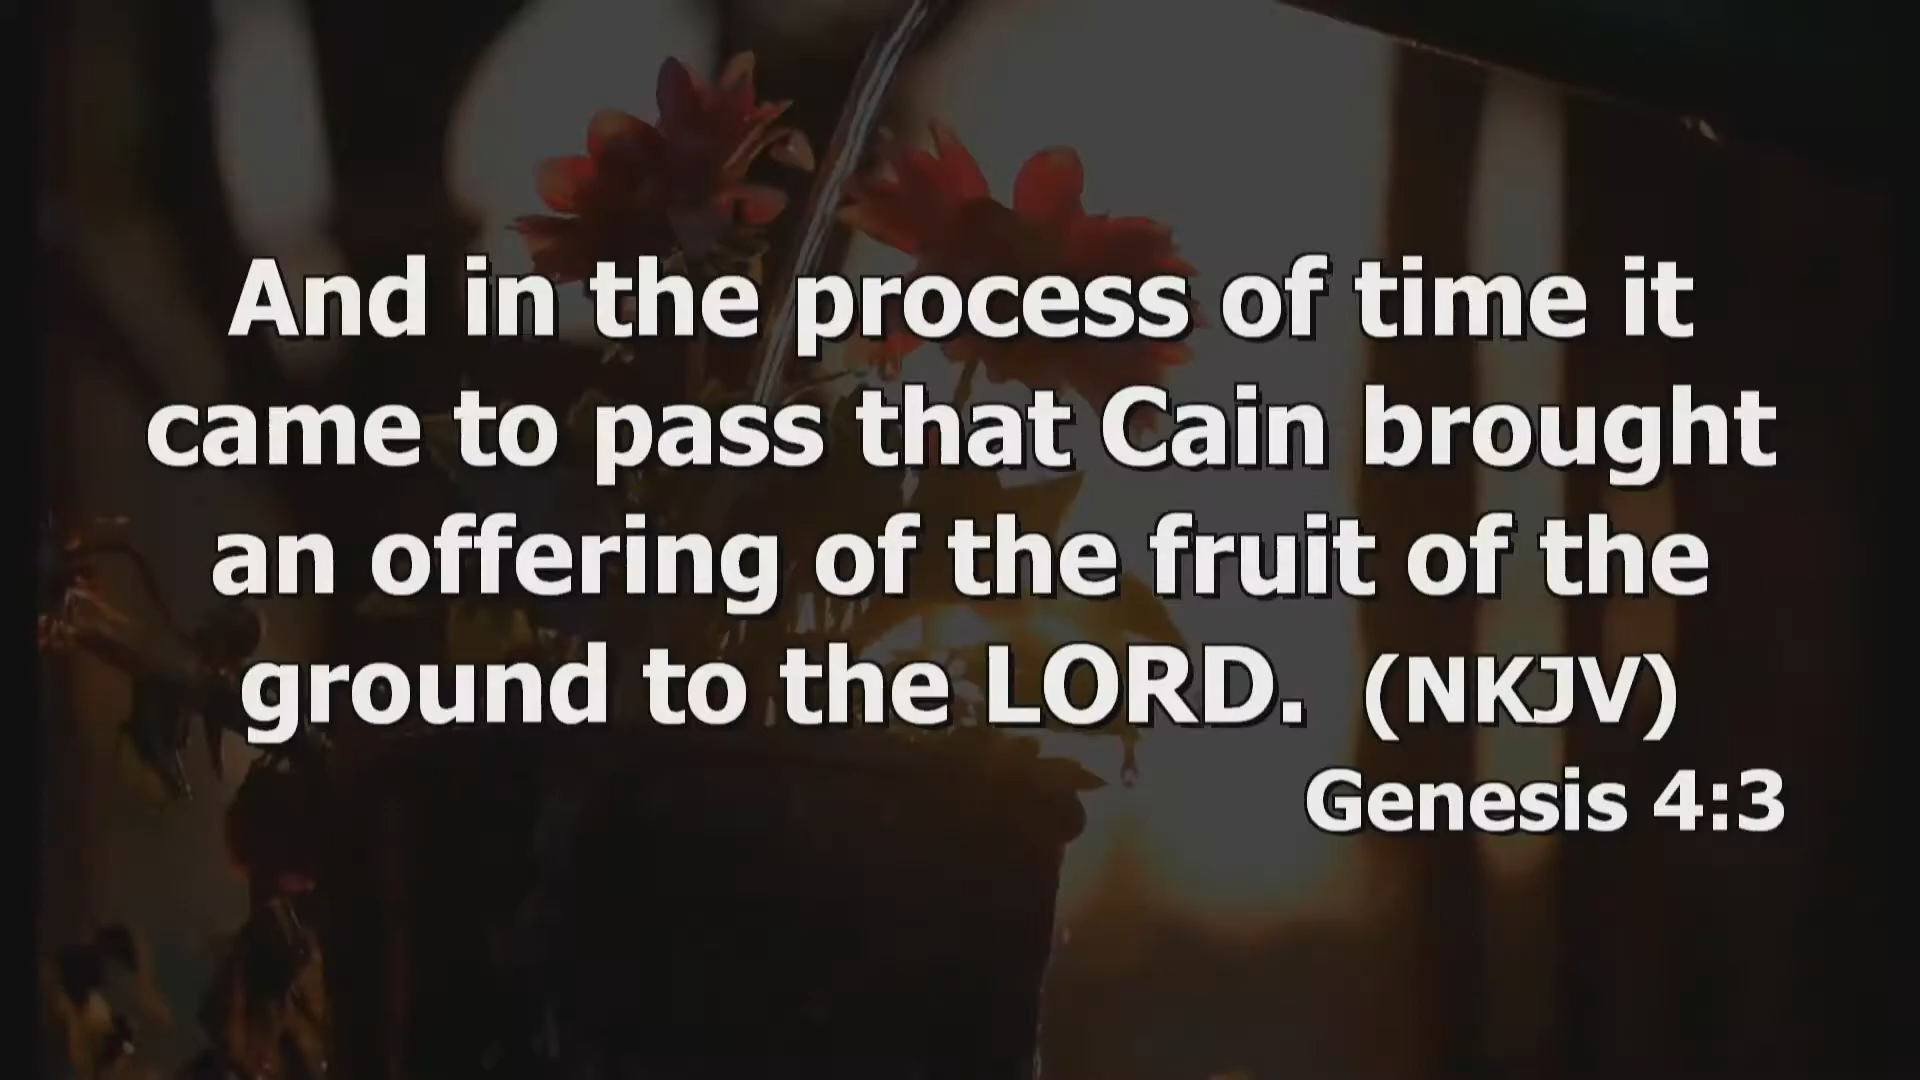 And in the process of time it
came to pass that Cain brought
an offering of the fruit of the
ground to the LORD. (NKJV)
Genesis 4:3